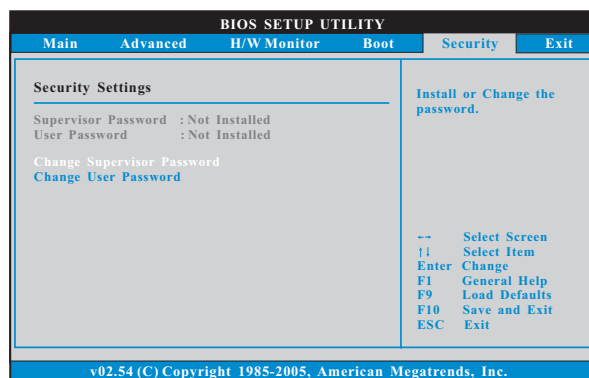 BIOS SETUP UTILITY
Main Advanced H/W Monitor Boot Security Exit
Security Settings
Supervisor Password : Not Installed
User Password : Not Installed
Change Supervisor Password
Change User Password
Install or Change the
password.
←→ Select Screen
↑↓ Select Item
Enter Change
F1 General Help
F9 Load Defaults
F10 Save and Exit
ESC Exit
v02.54 (C) Copyright 1985-2005, American Megatrends, Inc.